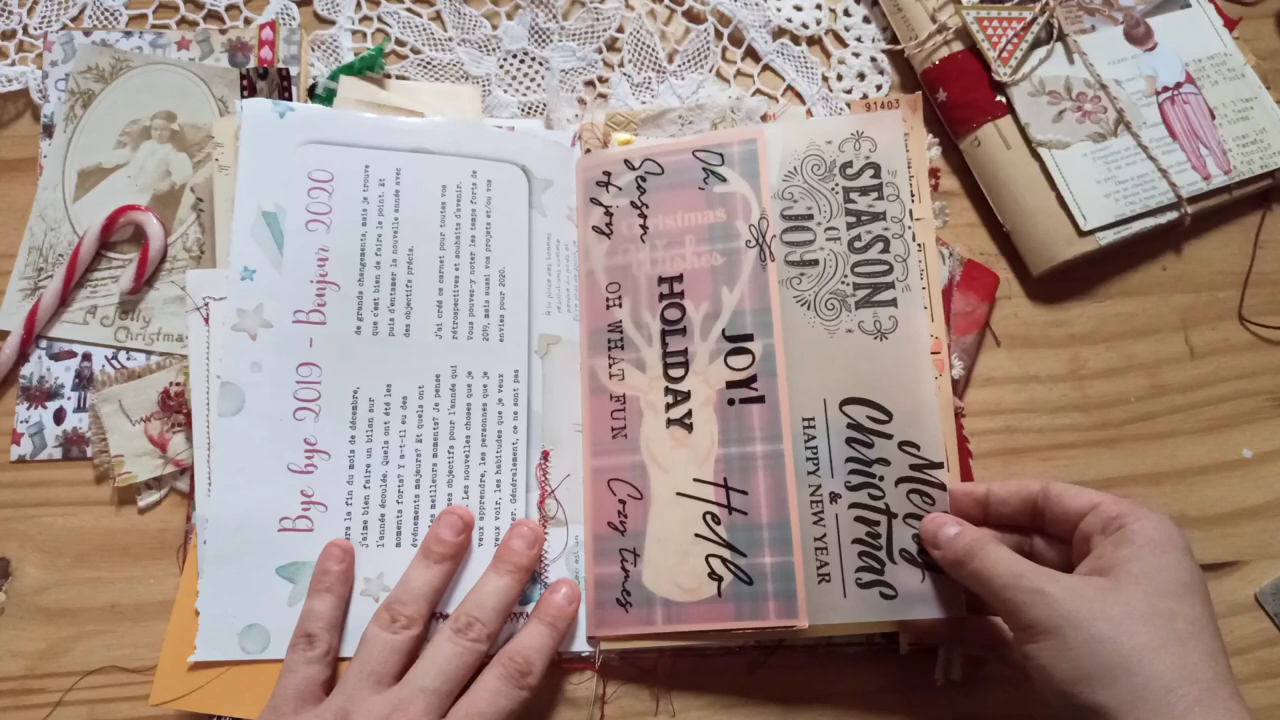 A Jolly
Christmas
Bye bye 2019 - Bonjour 2020
rs la fin du mois de décembre,
j'aime bien faire un bilan sur
l'année écoulée. Quels ont été les
moments forts? Y a-t-il eu des
événements majeurs? Et quels ont
meilleurs moments? Je pense
es objectifs pour l'année qui
Les nouvelles choses que je
veux apprendre, les personnes que je
veux voir, les habitudes que je veux
er. Généralement, ce ne sont pas
de grands changements, mais je trouve
que c'est bien de faire le point. Et
puis d'entamer la nouvelle année avec
des objectifs précis.
J'ai créé ce carnet pour toutes vos
rétrospectives et souhaits d'avenir.
Vous pouvez-y noter les temps forts de
2019, mais aussi vos projets et/ou vos
envies pour 2020.
Oh,
Season
of joy
Christmas
Wishes
JOY!
HOLIDAY
OH WHAT FUN
Hello
Cozy times
SEASON
OF
JOY
Merry
Christmas
&
HAPPY NEW YEAR
91403